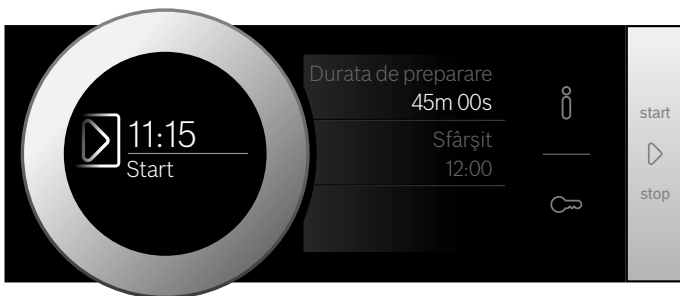 11:15
Start
Durata de preparare
45m 00s
Sfârşit
12:00
start
stop